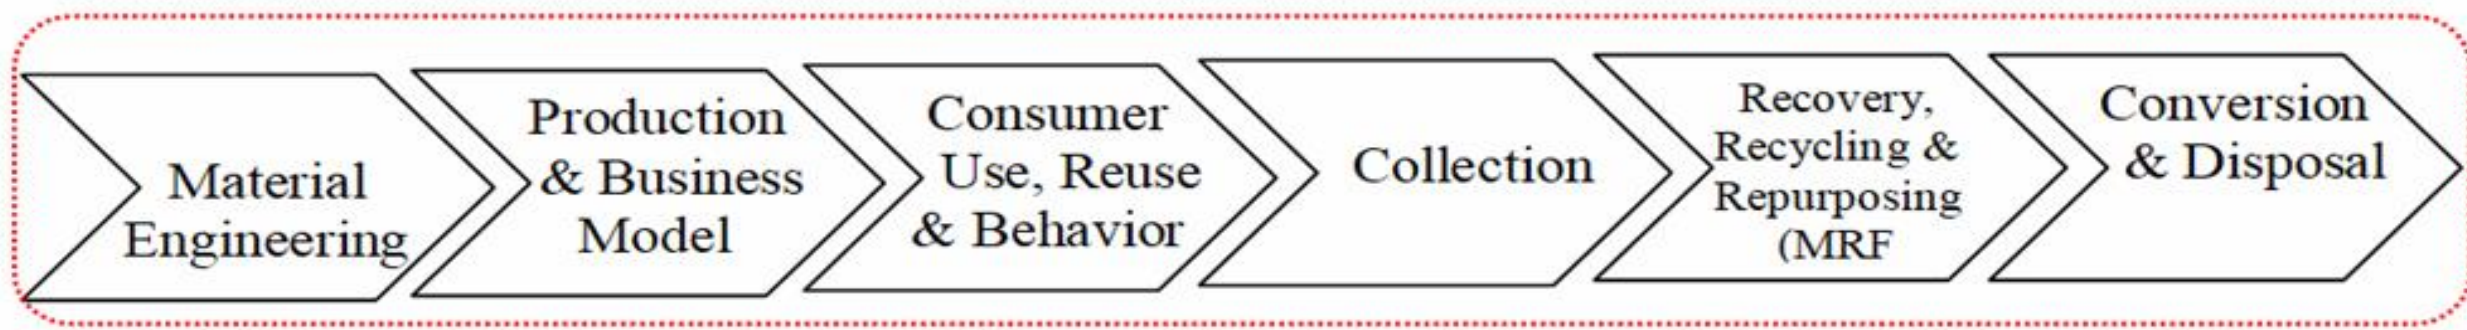 Material
Engineering
Production
& Business
Model
Consumer
Use, Reuse
& Behavior
Collection
Recovery,
Recycling &
Repurposing
(MRF
Conversion
& Disposal